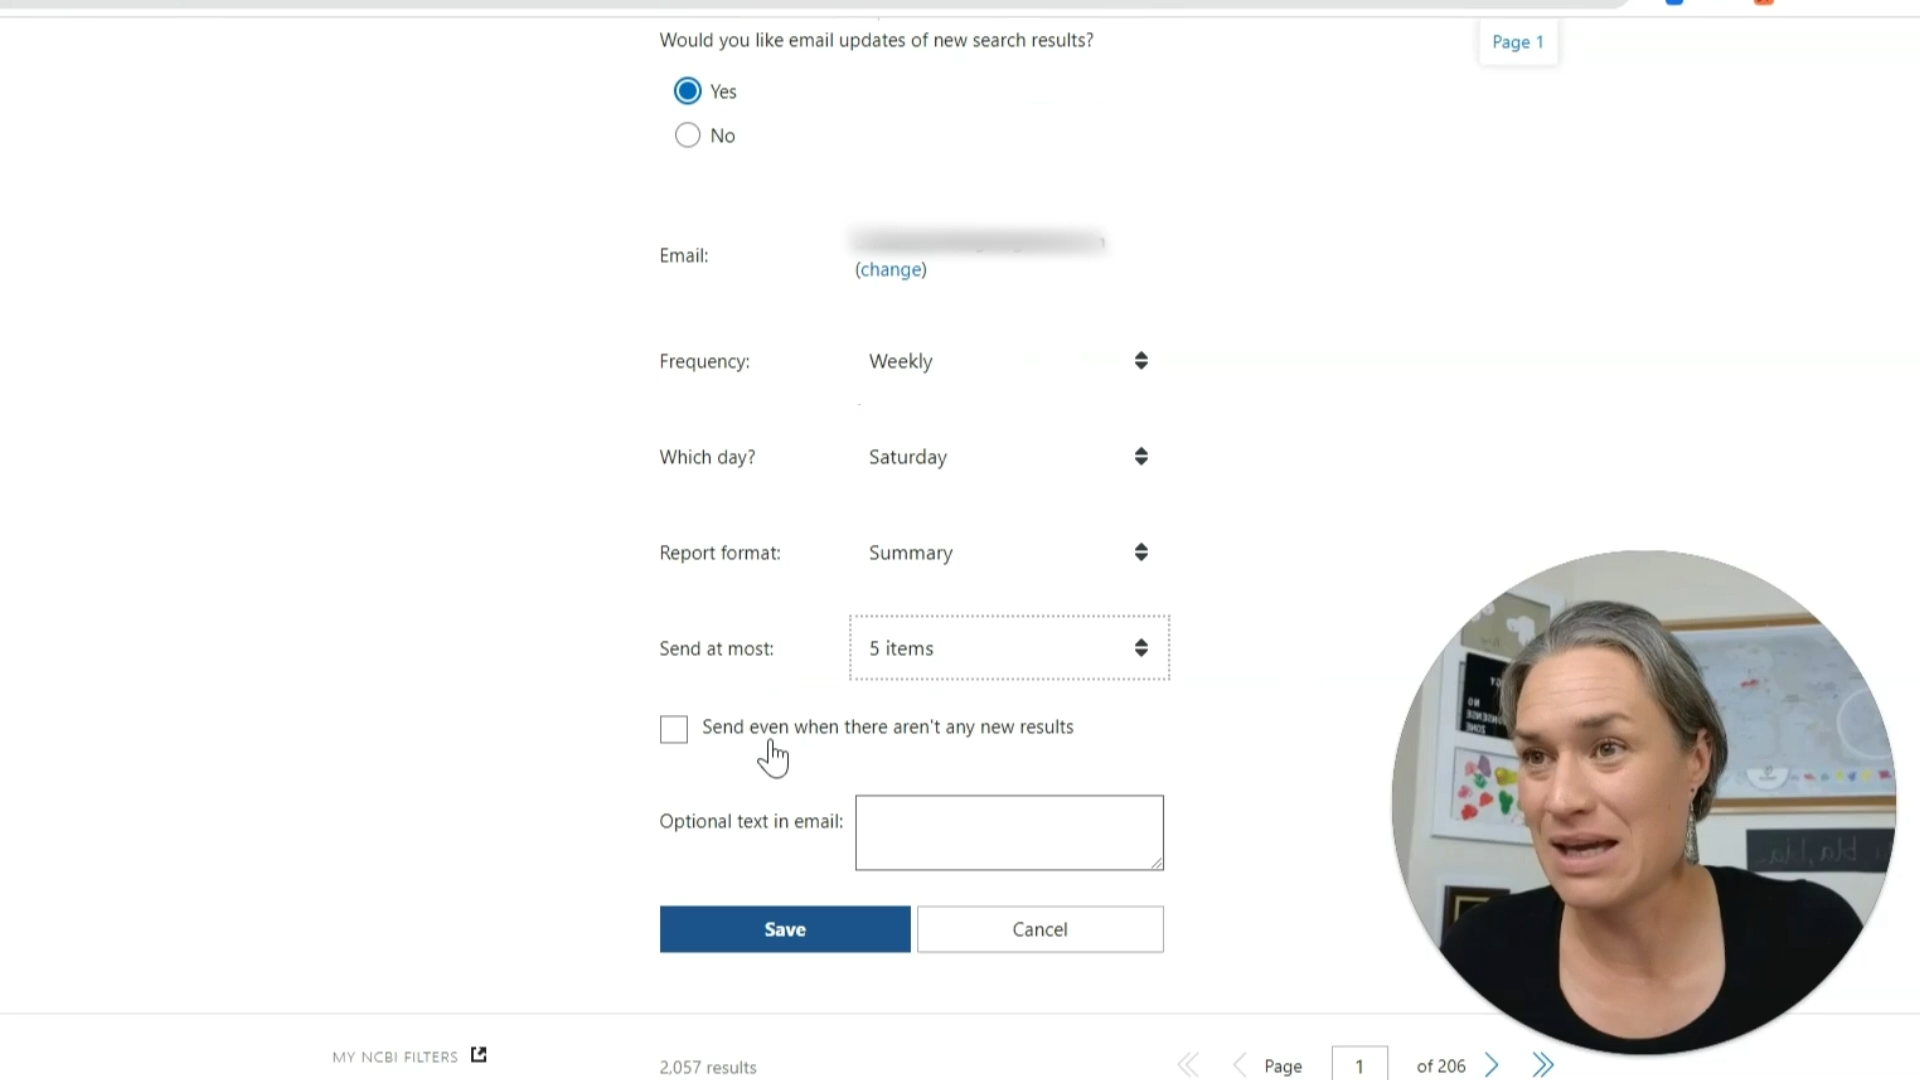 Would you like email updates of new search results?
Page 1
Yes
No
Email:
(change)
Frequency: Weekly
Which day? Saturday
Report format: Summary
Send at most: 5 items
Send even when there aren't any new results
Optional text in email:
Save Cancel
MY NCBI FILTERS
2,057 results
Page 1 of 206